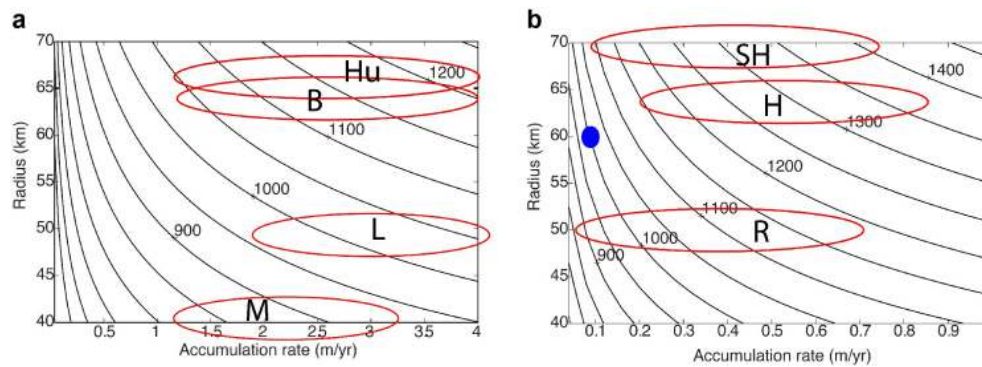 a
70
65
60
55
50
45
40
Radius (km)
Hu
B
L
M
1200
1100
1000
900
0.5 1 1.5 2 2.5 3 3.5 4
Accumulation rate (m/yr)
b
70
65
60
55
50
45
40
Radius (km)
SH
H
R
1400
1300
1200
1100
1000
900
0.1 0.2 0.3 0.4 0.5 0.6 0.7 0.8 0.9
Accumulation rate (m/yr)